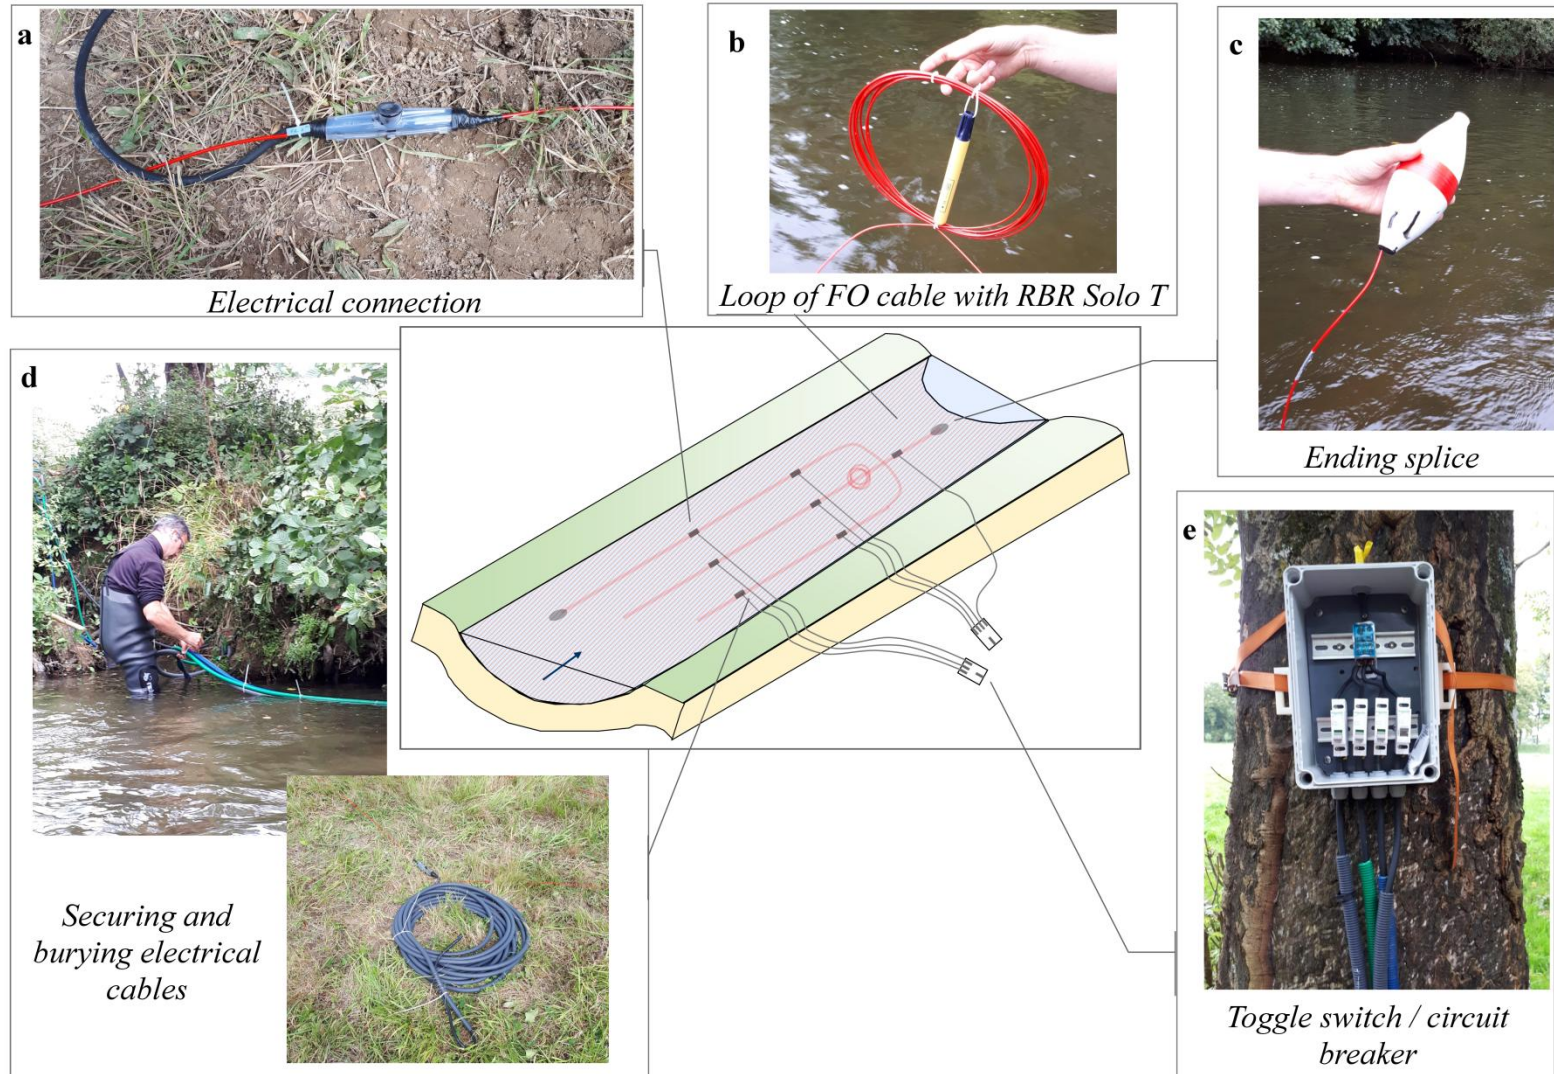 a
Electrical connection
b
Loop of FO cable with RBR Solo T
c
Ending splice
d
Securing and
burying electrical
cables
e
Toggle switch / circuit
breaker